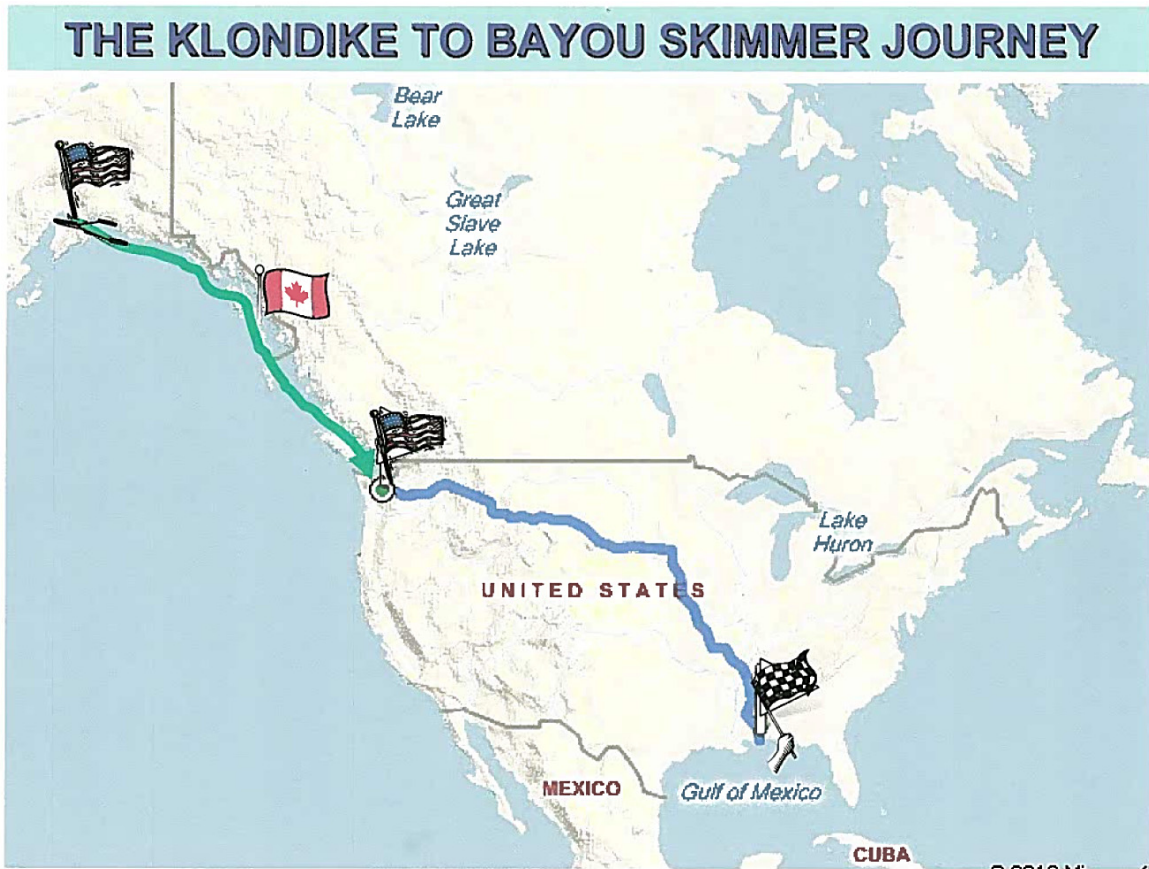 THE KLONDIKE TO BAYOU SKIMMER JOURNEY
Bear
Lake
Great
Slave
Lake
Lake
Huron
UNITED STATES
MEXICO
Gulf of Mexico
CUBA